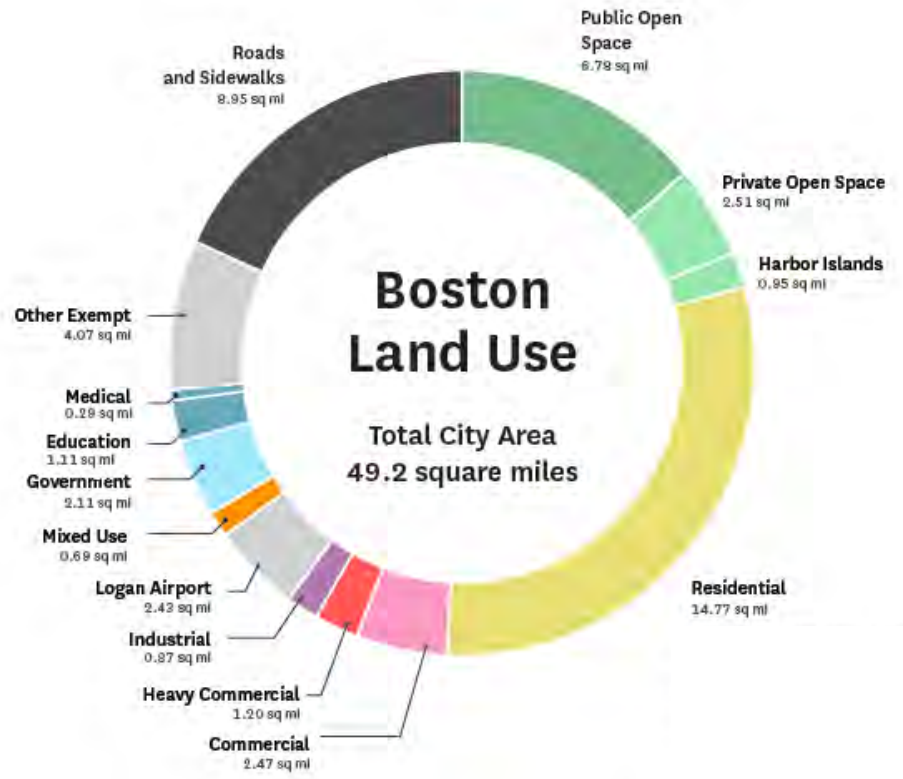 Public Open
Space
6.78 sq mi
Roads
and Sidewalks
8.95 sq mi
Private Open Space
2.51 sq mi
Harbor Islands
0.95 sq mi
Boston
Land Use
Total City Area
49.2 square miles
Other Exempt
4.07 sq mi
Medical
0.29 sq mi
Education
1.11 sq mi
Government
2.11 sq mi
Mixed Use
0.69 sq mi
Logan Airport
2.43 sq mi
Industrial
0.87 sq mi
Heavy Commercial
1.20 sq mi
Commercial
2.47 sq mi
Residential
14.77 sq mi